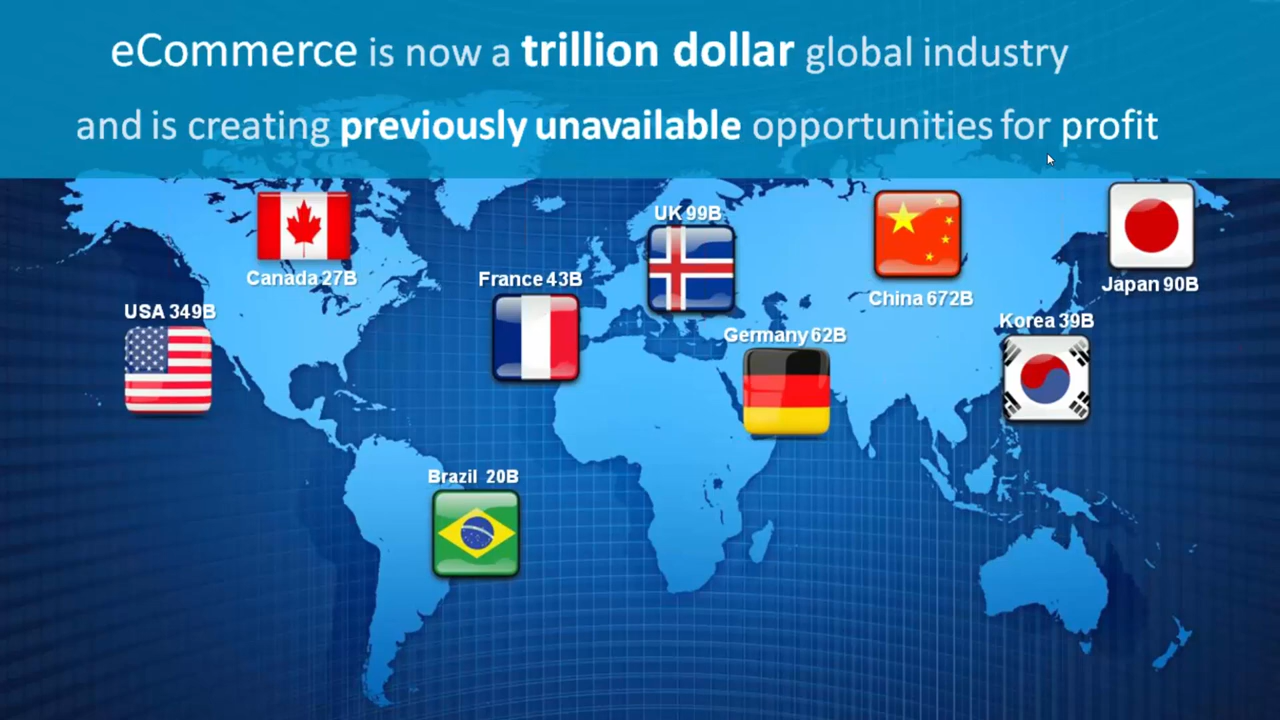 eCommerce is now a trillion dollar global industry
and is creating previously unavailable opportunities for profit
Canada 27B
UK 99B
China 672B
Japan 90B
France 43B
USA 349B
Germany 62B
Korea 39B
Brazil 20B